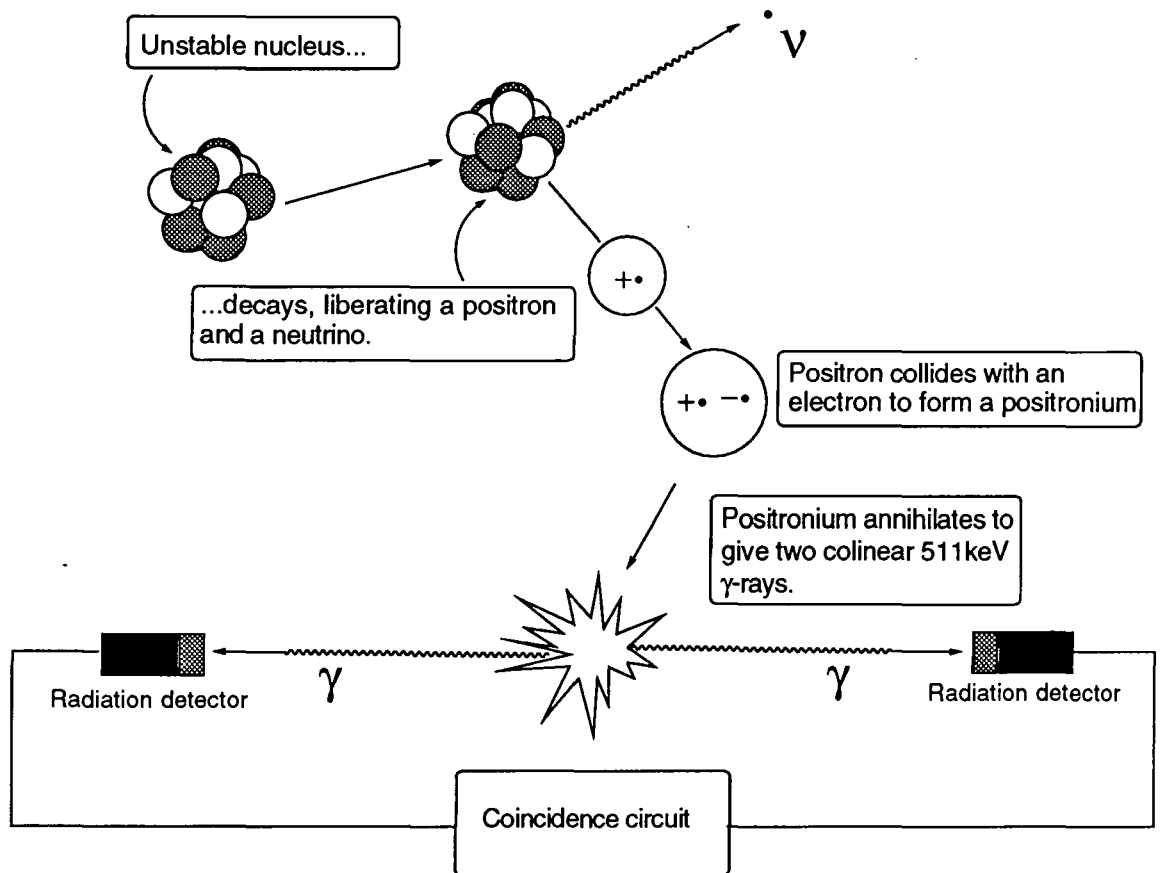 Unstable nucleus...
ν
...decays, liberating a positron
and a neutrino.
+•
+• −•
Positron collides with an
electron to form a positronium
Positronium annihilates to
give two colinear 511keV
γ-rays.
γ
γ
Radiation detector
Radiation detector
Coincidence circuit